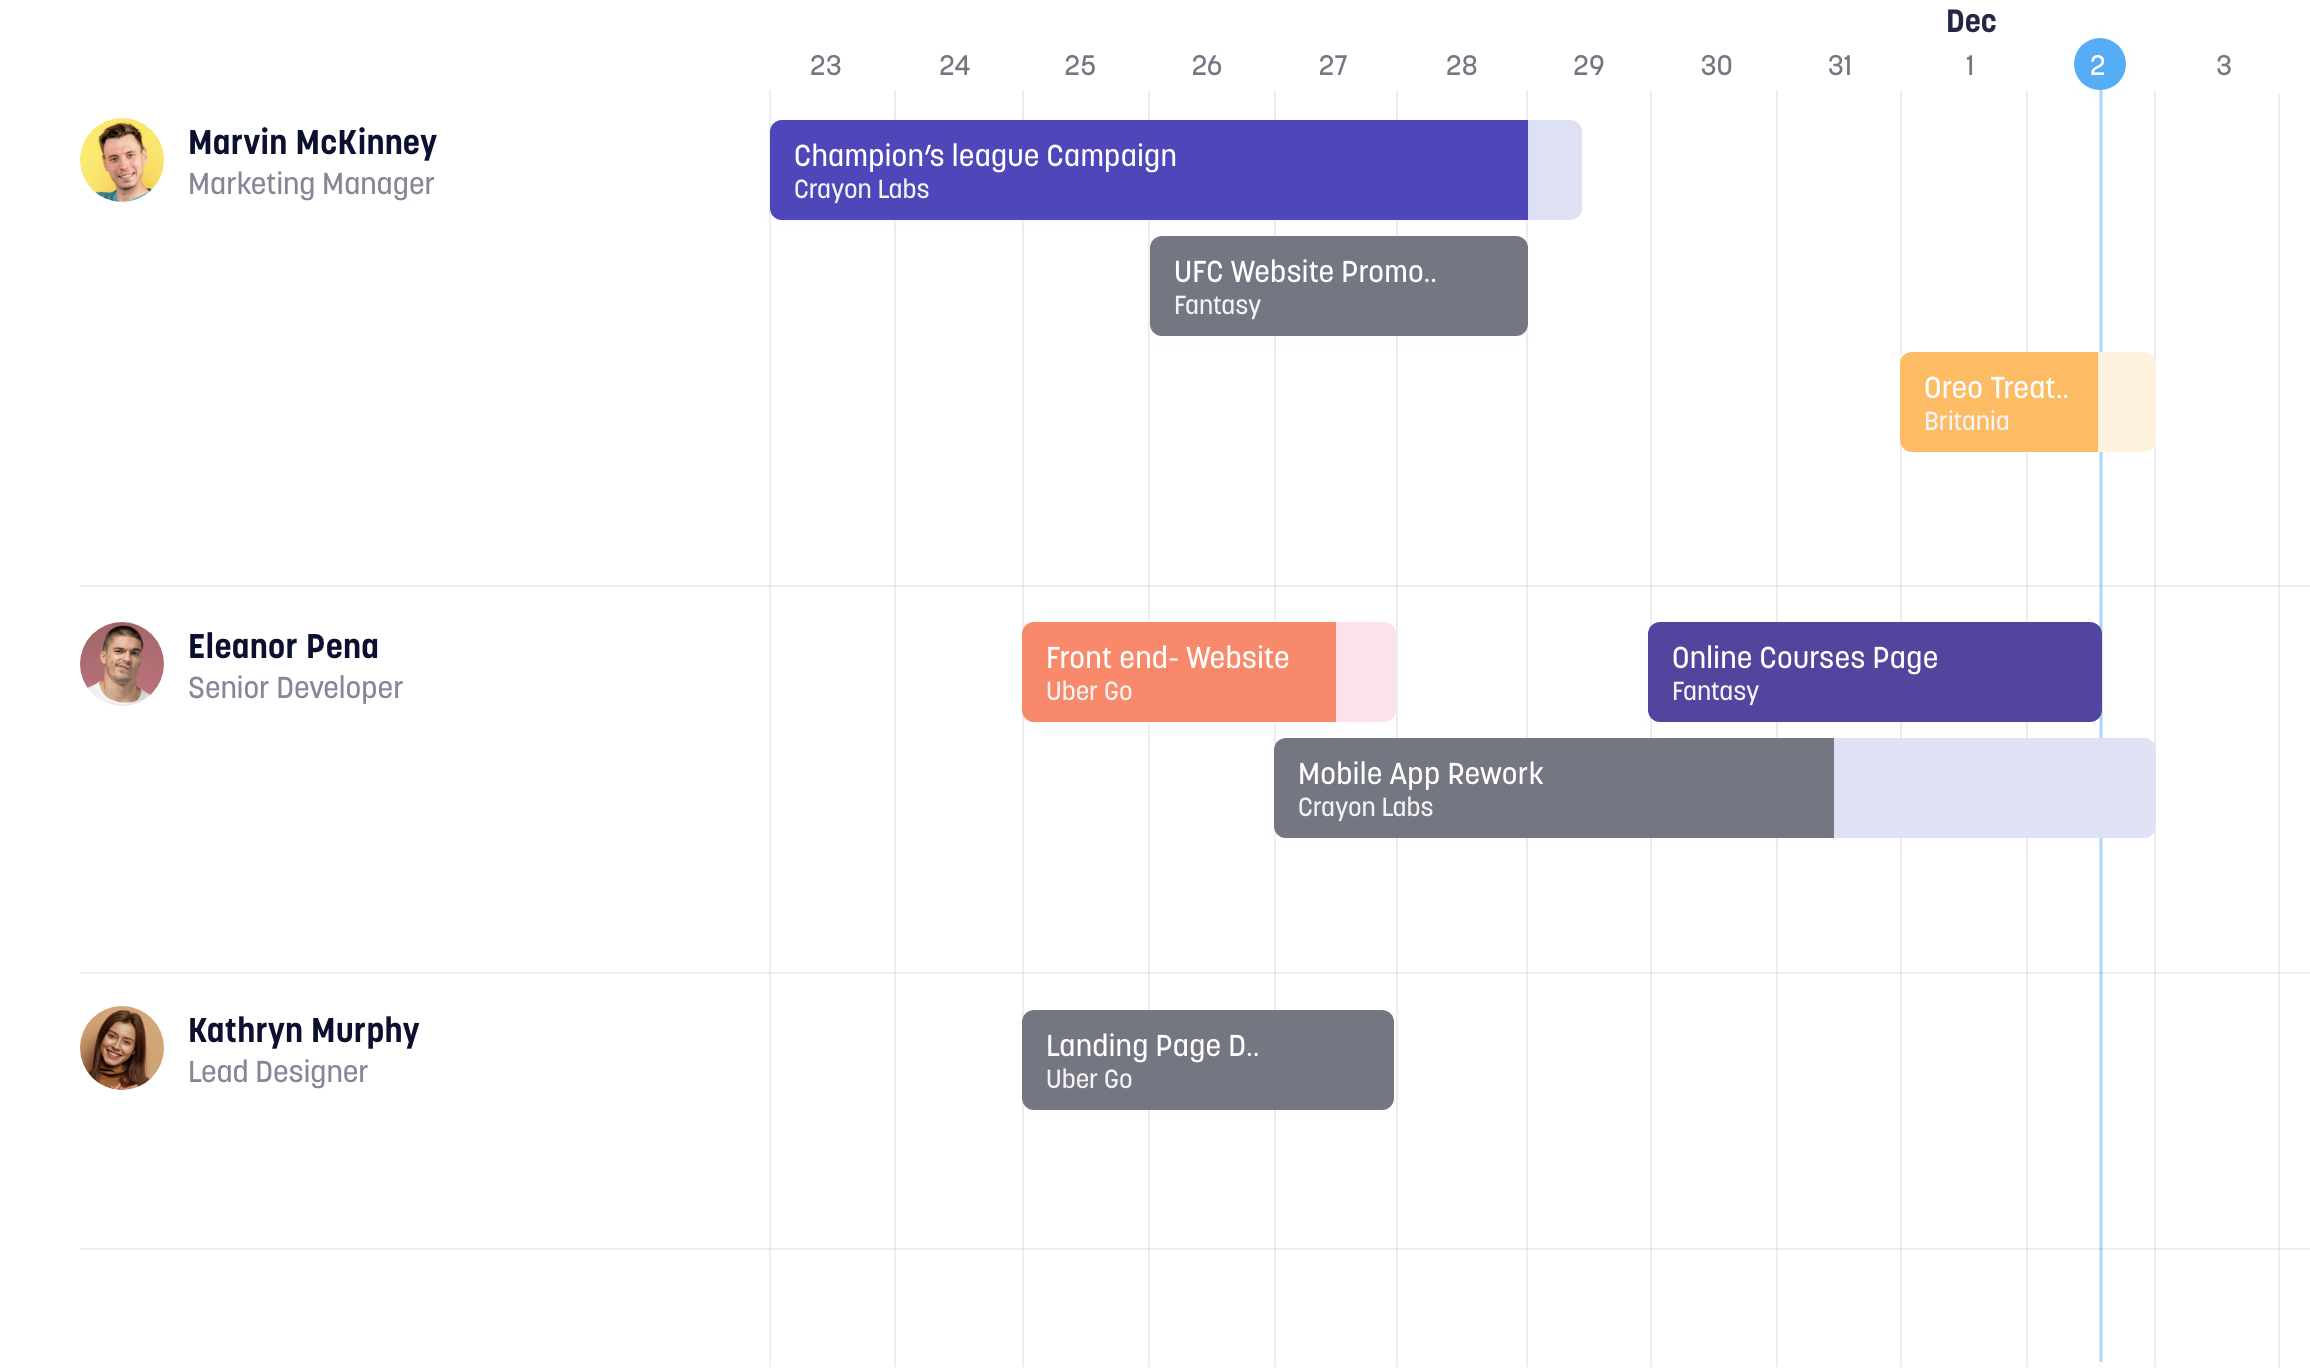 Dec
23 24 25 26 27 28 29 30 31 1 2 3
Marvin McKinney
Marketing Manager
Champion’s league Campaign
Crayon Labs
UFC Website Promo..
Fantasy
Oreo Treat..
Britania
Eleanor Pena
Senior Developer
Front end- Website
Uber Go
Online Courses Page
Fantasy
Mobile App Rework
Crayon Labs
Kathryn Murphy
Lead Designer
Landing Page D..
Uber Go